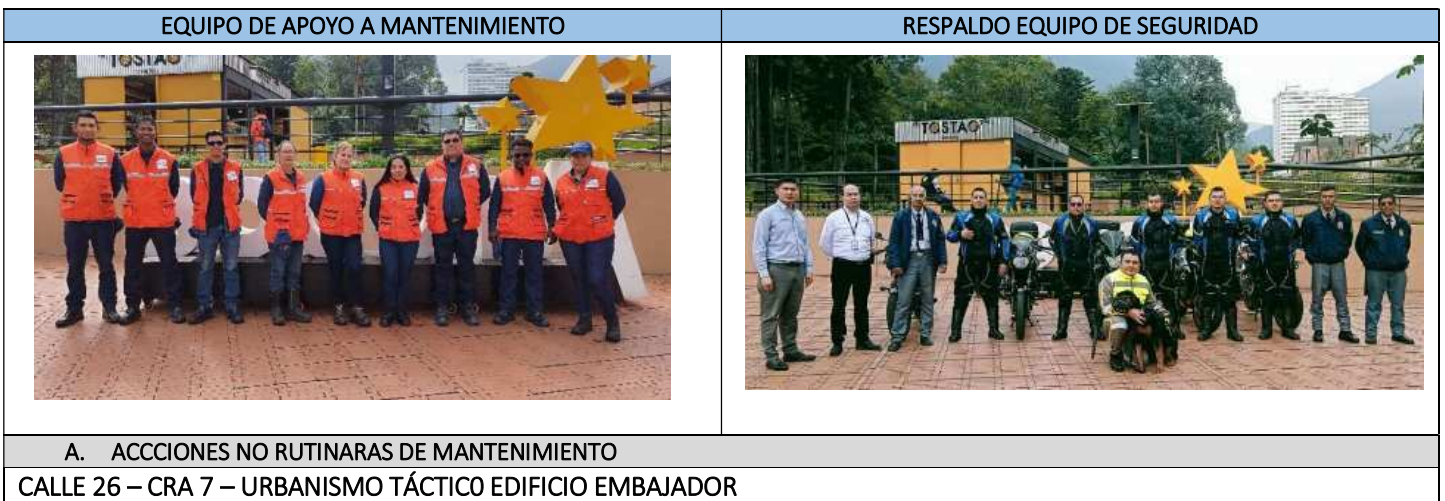 EQUIPO DE APOYO A MANTENIMIENTO
RESPALDO EQUIPO DE SEGURIDAD
TOSTAO
TOSTAO
A. ACCCIONES NO RUTINARAS DE MANTENIMIENTO
CALLE 26 – CRA 7 – URBANISMO TÁCTIC0 EDIFICIO EMBAJADOR